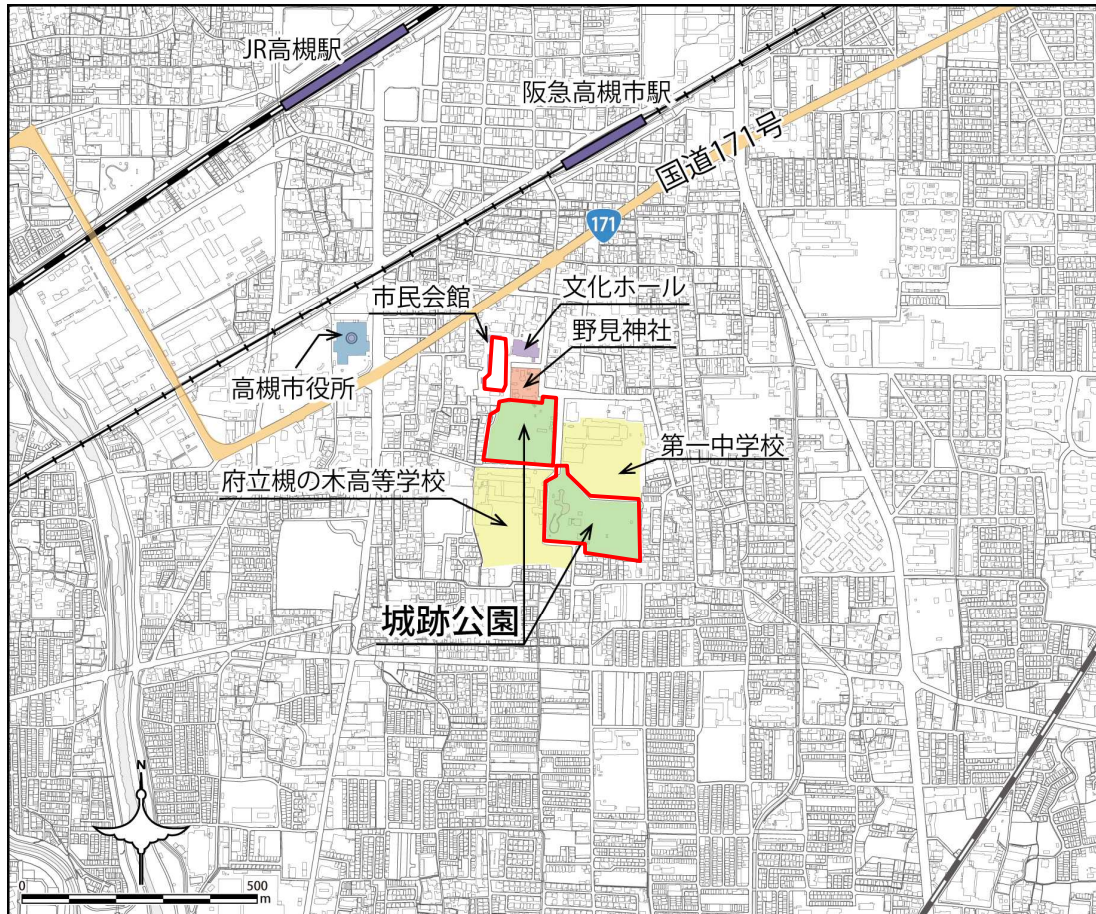 JR高槻駅
阪急高槻市駅
国道171号
171
市民会館
文化ホール
野見神社
高槻市役所
第一中学校
府立槻の木高等学校
城跡公園
N
0
500
m